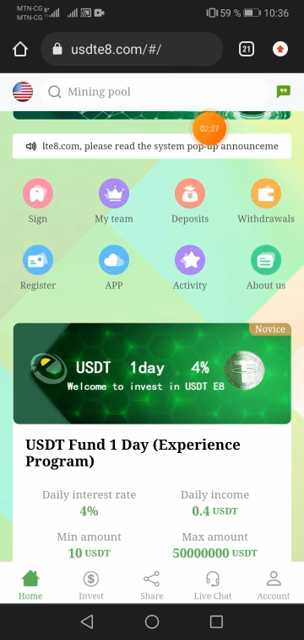 MTN-CG
MTN-CG
59 % 10:36
usdte8.com/#/
21
Mining pool
02:27
lte8.com, please read the system pop-up announceme
Sign My team Deposits Withdrawals
Register APP Activity About us
Novice
USDT 1day 4%
Welcome to invest in USDT E8
USDT Fund 1 Day (Experience
Program)
Daily interest rate Daily income
4% 0.4 USDT
Min amount Max amount
10 USDT 50000000 USDT
Home Invest Share Live Chat Account